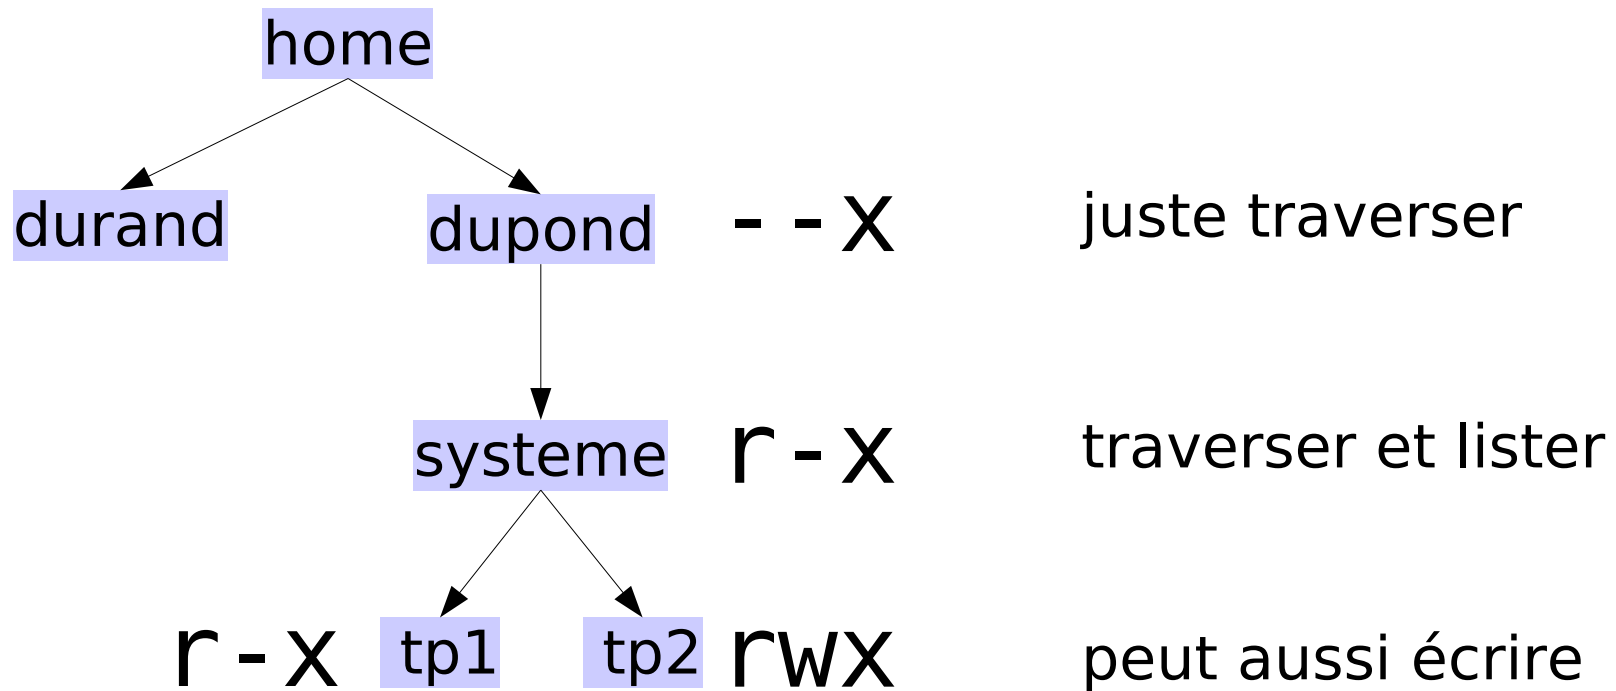 home
durand dupond --x juste traverser
systeme r-x traverser et lister
r-x tp1 tp2 rwx peut aussi écrire